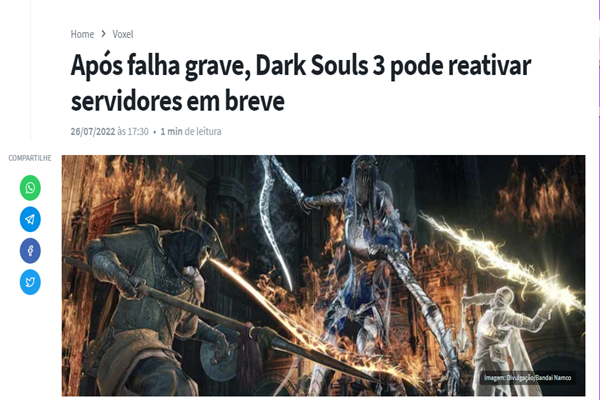 Home > Voxel
Após falha grave, Dark Souls 3 pode reativar
servidores em breve
26/07/2022 às 17:30 • 1 min de leitura
COMPARTILHE
Imagem: Divulgação/Bandai Namco